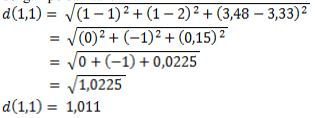 d(1,1) = √(1 − 1)² + (1 − 2)² + (3,48 − 3,33)²
= √(0)² + (−1)² + (0,15)²
= √0 + (−1) + 0,0225
= √1,0225
d(1,1) = 1,011